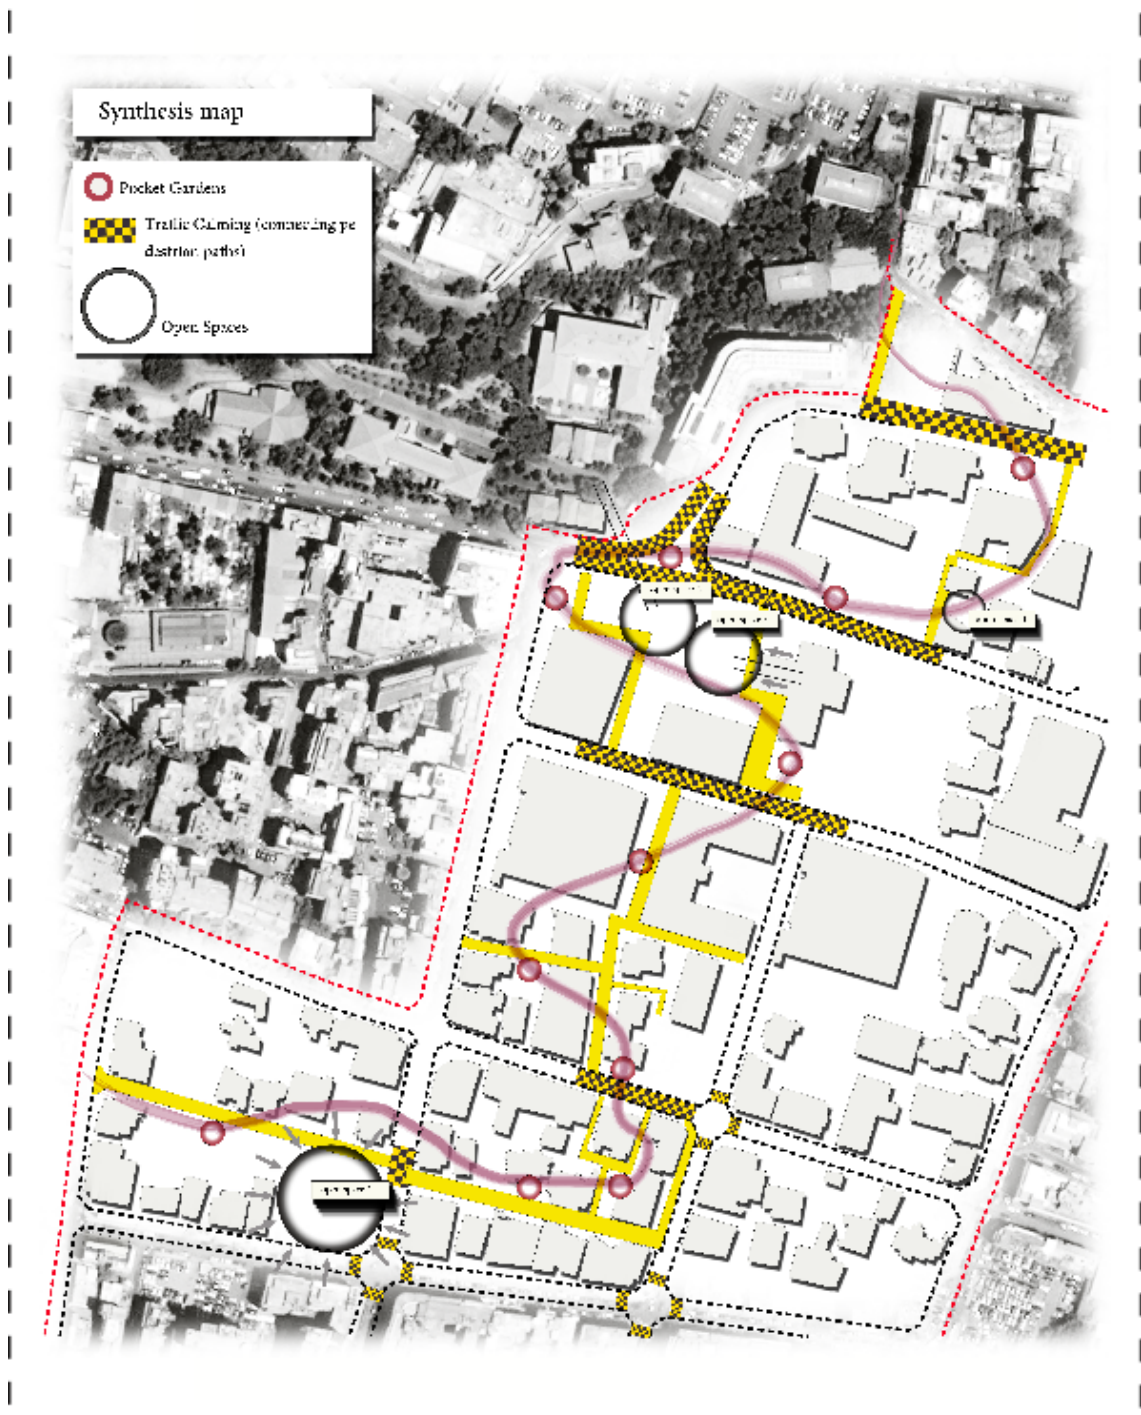 Synthesis map
Pocket Gardens
Traffic Calming (connecting pe
destrian paths)
Open Spaces